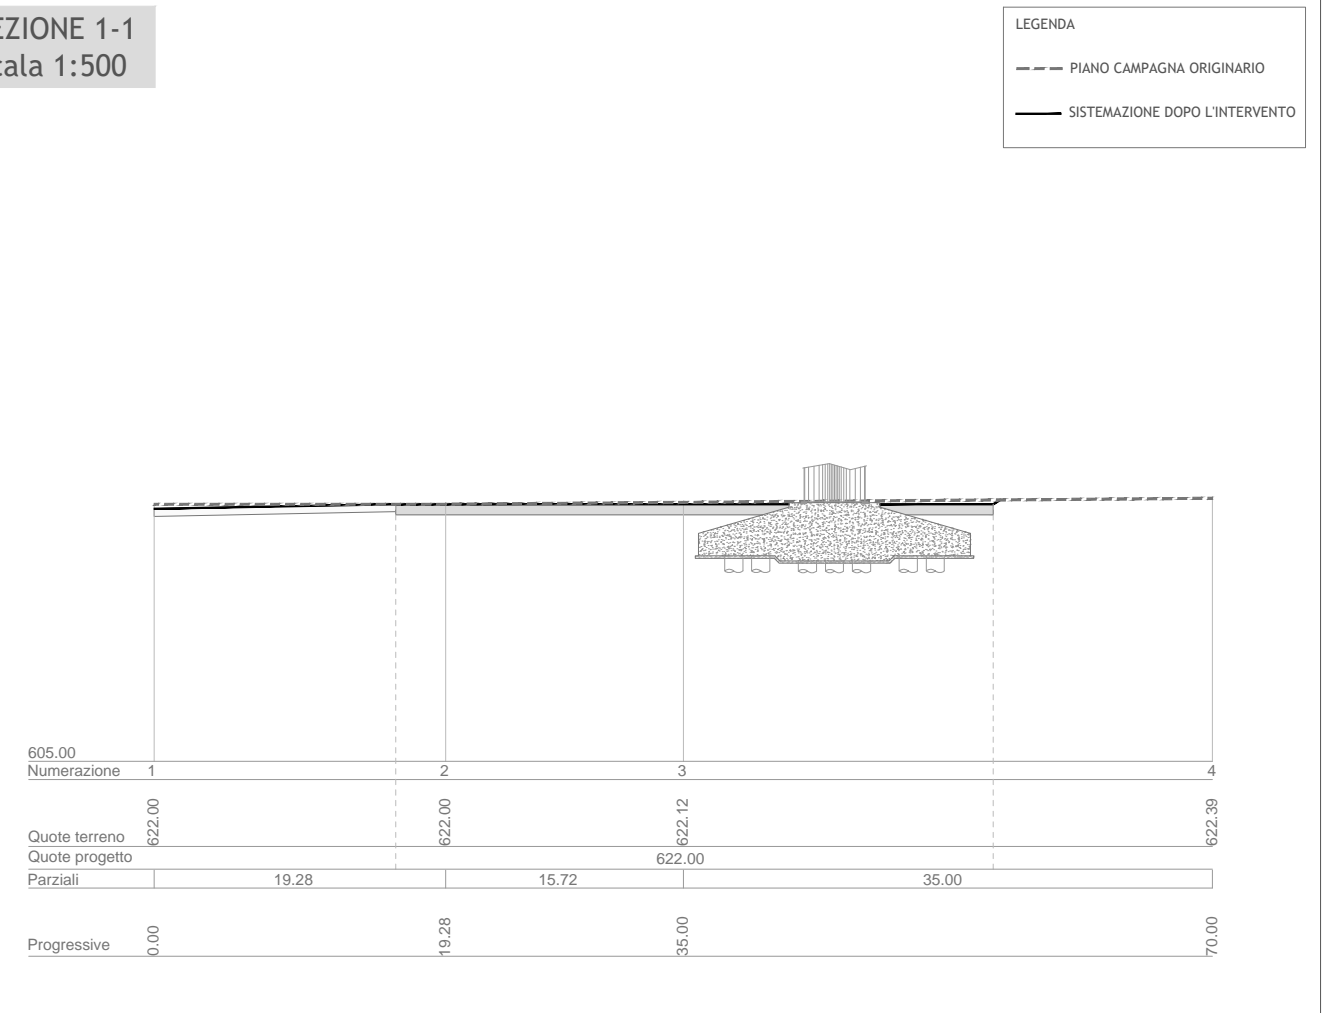 EZIONE 1-1
cala 1:500
LEGENDA
PIANO CAMPAGNA ORIGINARIO
SISTEMAZIONE DOPO L'INTERVENTO
605.00
Numerazione 1 2 3 4
Quote terreno 622.00 622.00 622.12 622.39
Quote progetto 622.00
Parziali 19.28 15.72 35.00
Progressive 0.00 19.28 35.00 70.00